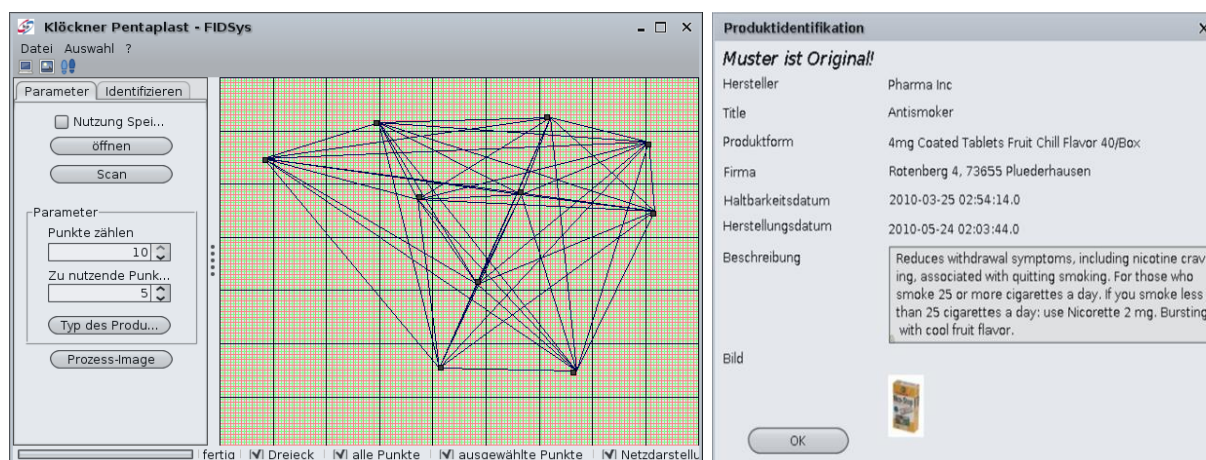 Klöckner Pentaplast - FIDSys
Datei Auswahl ?
Parameter Identifizieren
Nutzung Spei...
öffnen
Scan
Parameter
Punkte zählen
10
Zu nutzende Punk...
5
Typ des Produ...
Prozess-Image
fertig Dreieck alle Punkte ausgewählte Punkte Netzdarstellu
Produktidentifikation
Muster ist Original!
Hersteller Pharma Inc
Title Antismoker
Produktform 4mg Coated Tablets Fruit Chill Flavor 40/Box
Firma Rotenberg 4, 73655 Pluederhausen
Haltbarkeitsdatum 2010-03-25 02:54:14.0
Herstellungsdatum 2010-05-24 02:03:44.0
Beschreibung Reduces withdrawal symptoms, including nicotine crav
ing, associated with quitting smoking. For those who
smoke 25 or more cigarettes a day. If you smoke less
than 25 cigarettes a day: use Nicorette 2 mg. Bursting
with cool fruit flavor.
Bild
OK